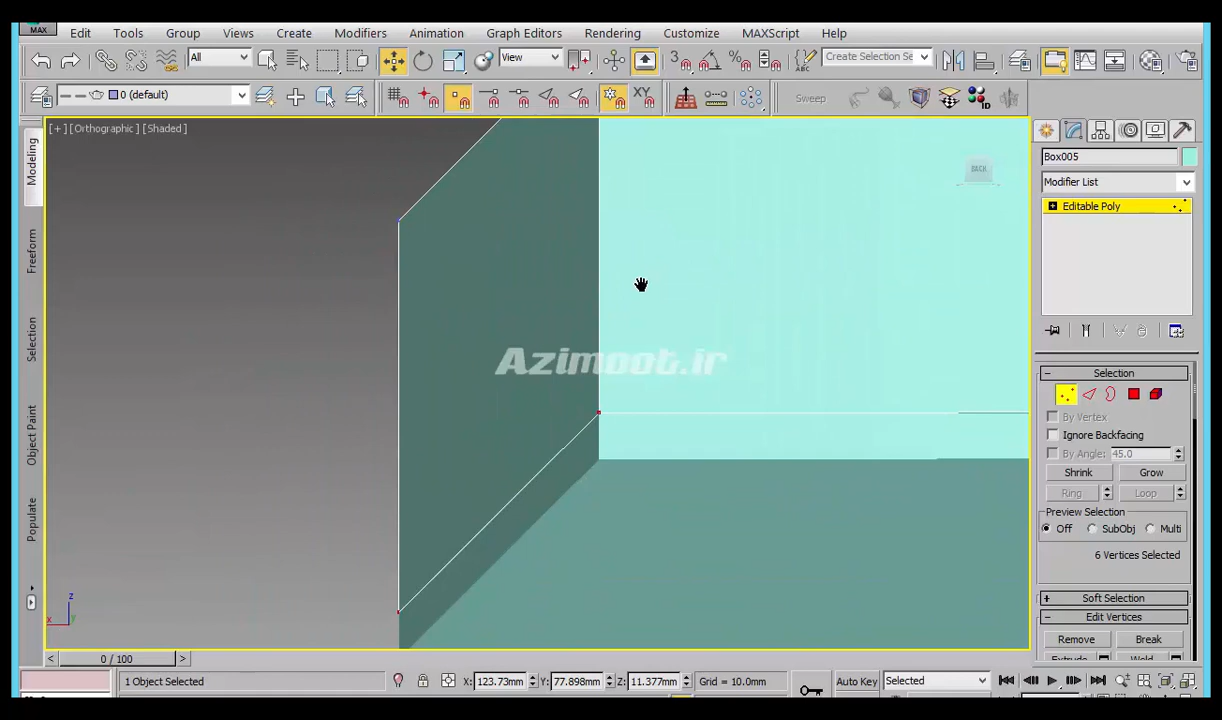 MAX Edit Tools Group Views Create Modifiers Animation Graph Editors Rendering Customize MAXScript Help
All View Create Selection Se
0 (default) XY Sweep
[+] [Orthographic] [Shaded]
BACK
Modeling
Freeform
Selection
Object Paint
Populate
Azimoot.ir
z
x
y
Box005
Modifier List
Editable Poly
Selection
By Vertex
Ignore Backfacing
By Angle: 45.0
Shrink Grow
Ring Loop
Preview Selection
Off SubObj Multi
6 Vertices Selected
Soft Selection
Edit Vertices
Remove Break
< 0 / 100 >
1 Object Selected X: 123.73mm Y: 77.898mm Z: 11.377mm Grid = 10.0mm Auto Key Selected